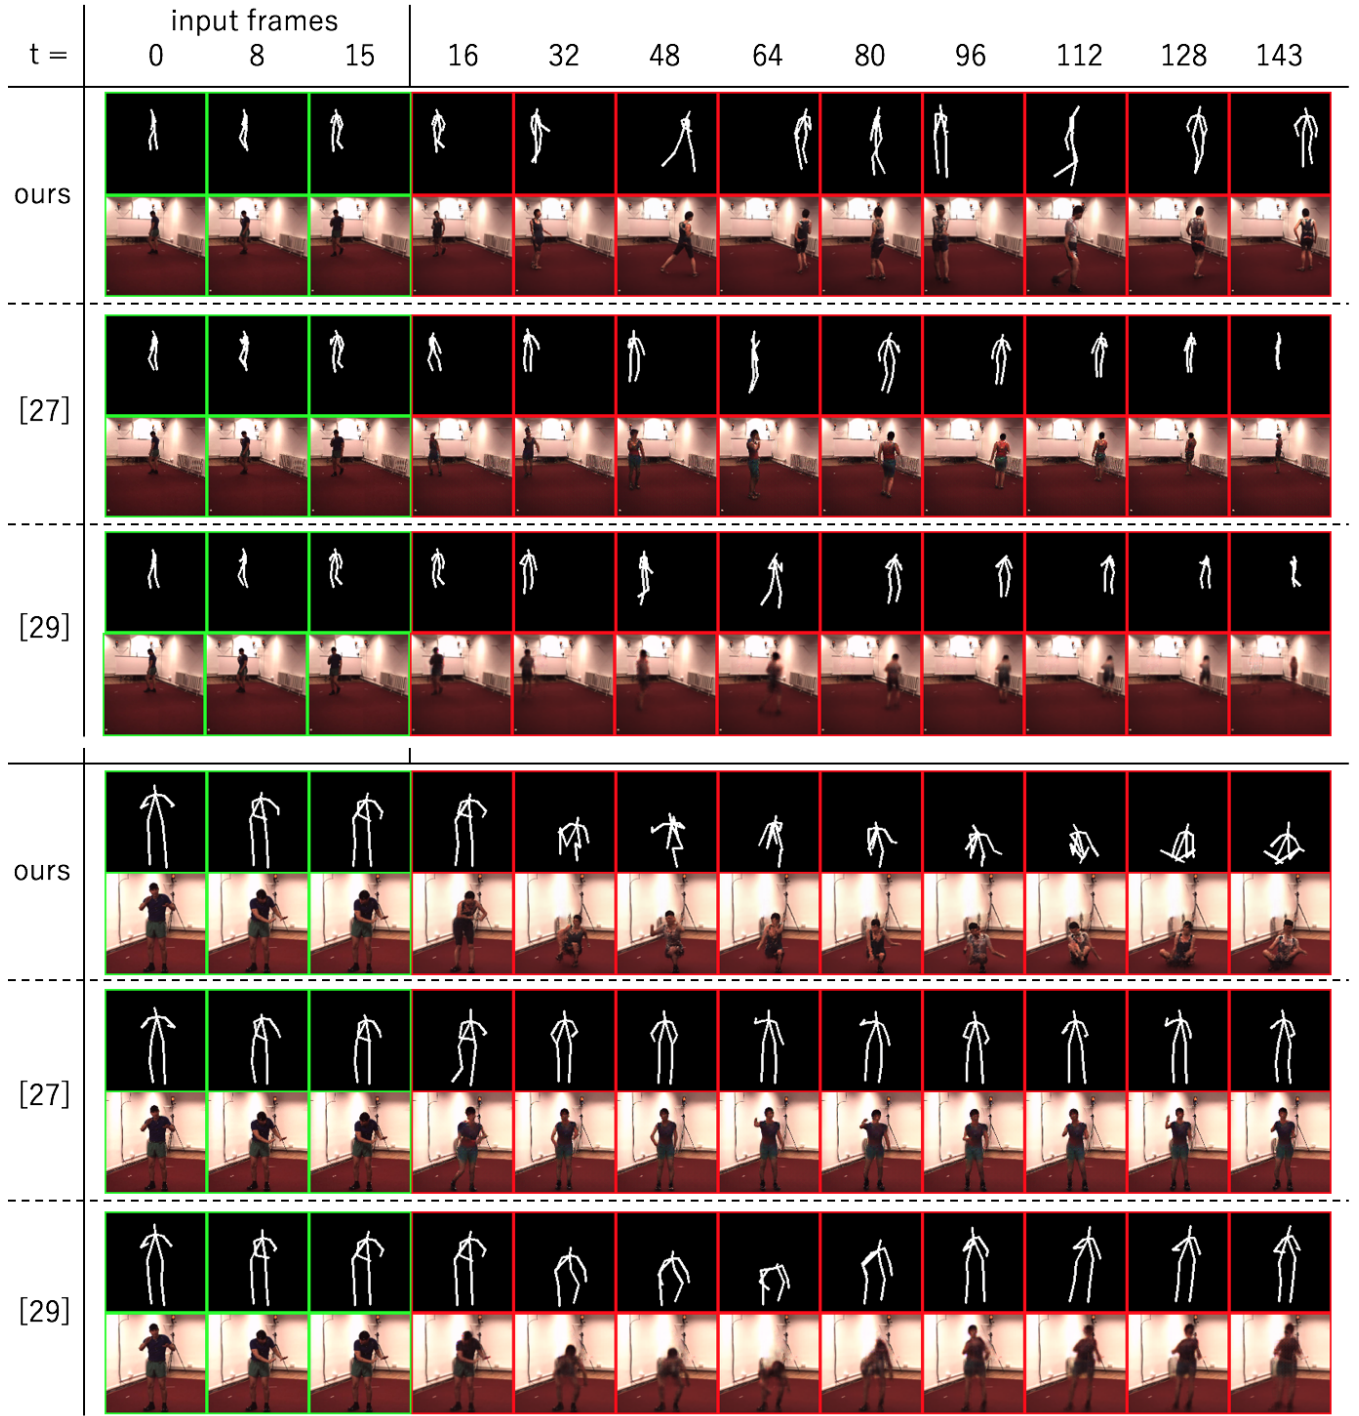 input frames
t = 0 8 15 16 32 48 64 80 96 112 128 143
ours
[27]
[29]
ours
[27]
[29]